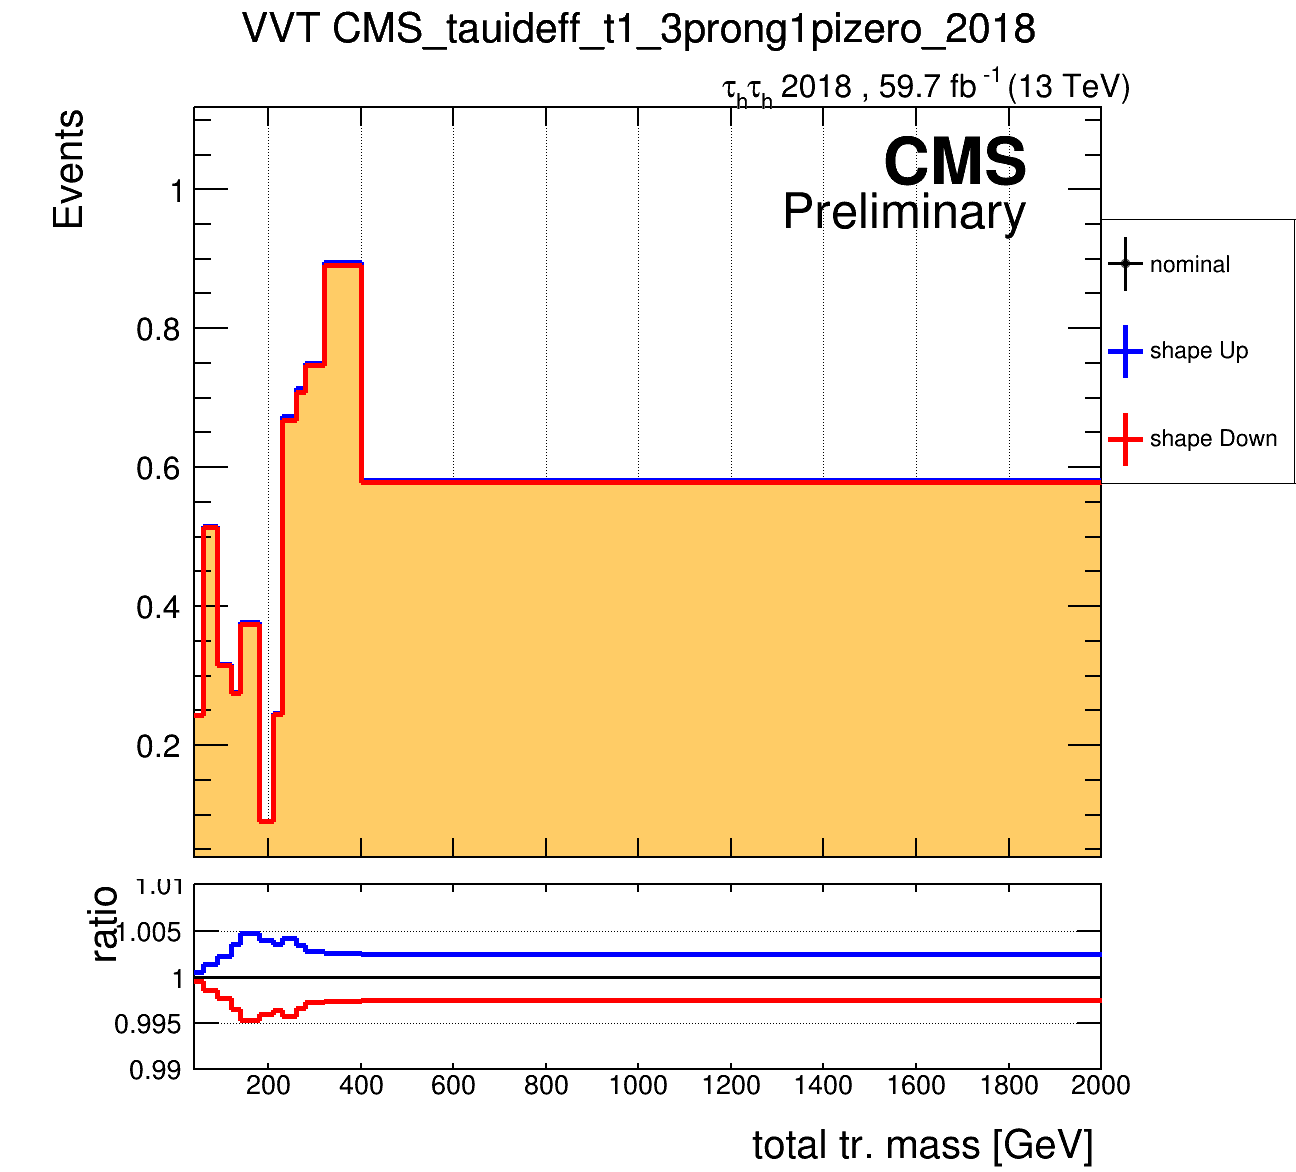 VVT CMS_tauideff_t1_3prong1pizero_2018
τhτh 2018 , 59.7 fb-1 (13 TeV)
Events
CMS
Preliminary
1
0.8
0.6
0.4
0.2
nominal
shape Up
shape Down
ratio
1.01
1.005
1
0.995
0.99
200 400 600 800 1000 1200 1400 1600 1800 2000
total tr. mass [GeV]